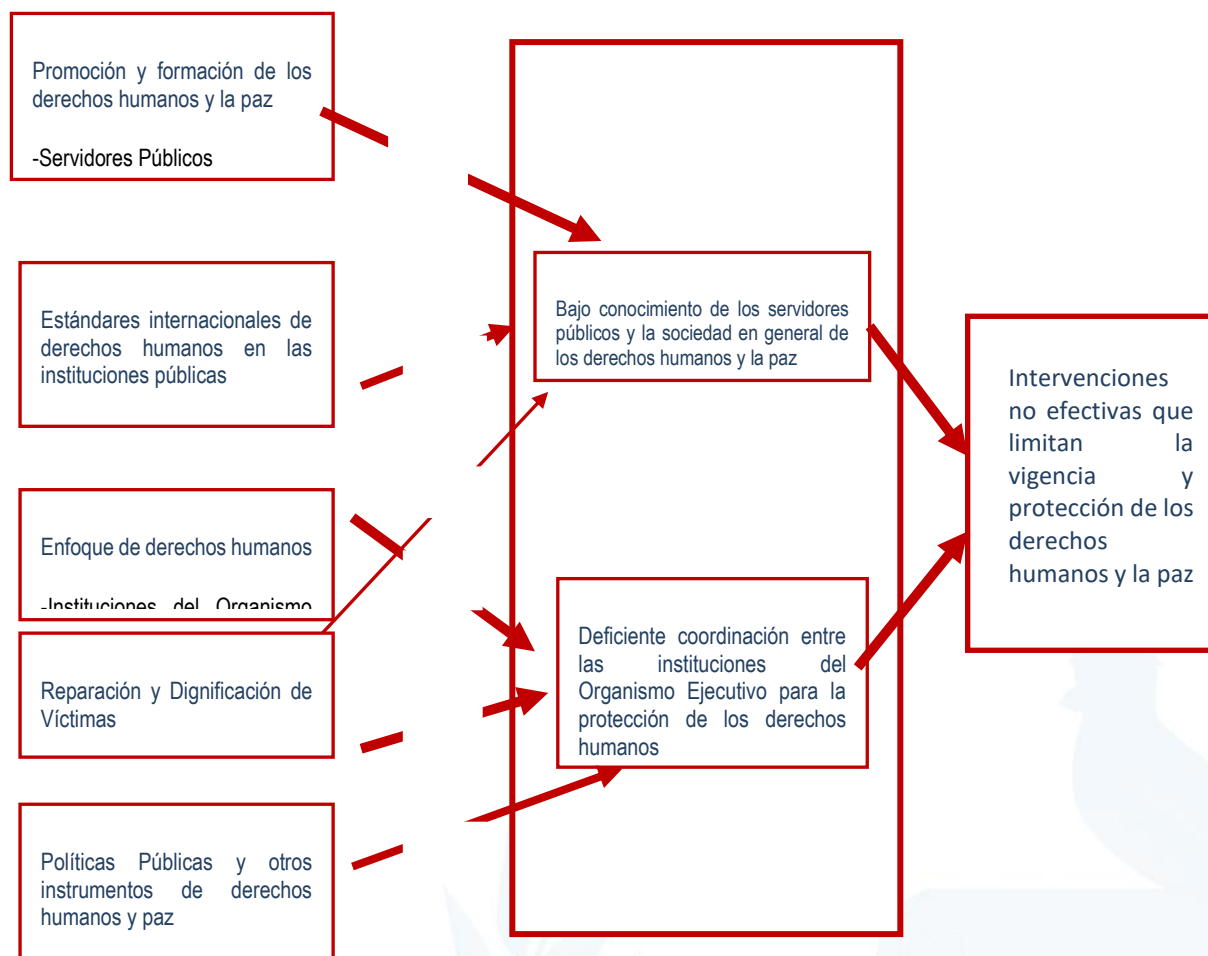 Promoción y formación de los
derechos humanos y la paz
-Servidores Públicos
Estándares internacionales de
derechos humanos en las
instituciones públicas
Enfoque de derechos humanos
-Instituciones del Organismo
Reparación y Dignificación de
Víctimas
Políticas Públicas y otros
instrumentos de derechos
humanos y paz
Bajo conocimiento de los servidores
públicos y la sociedad en general de
los derechos humanos y la paz
Deficiente coordinación entre
las instituciones del
Organismo Ejecutivo para la
protección de los derechos
humanos
Intervenciones
no efectivas que
limitan la
vigencia y
protección de los
derechos
humanos y la paz